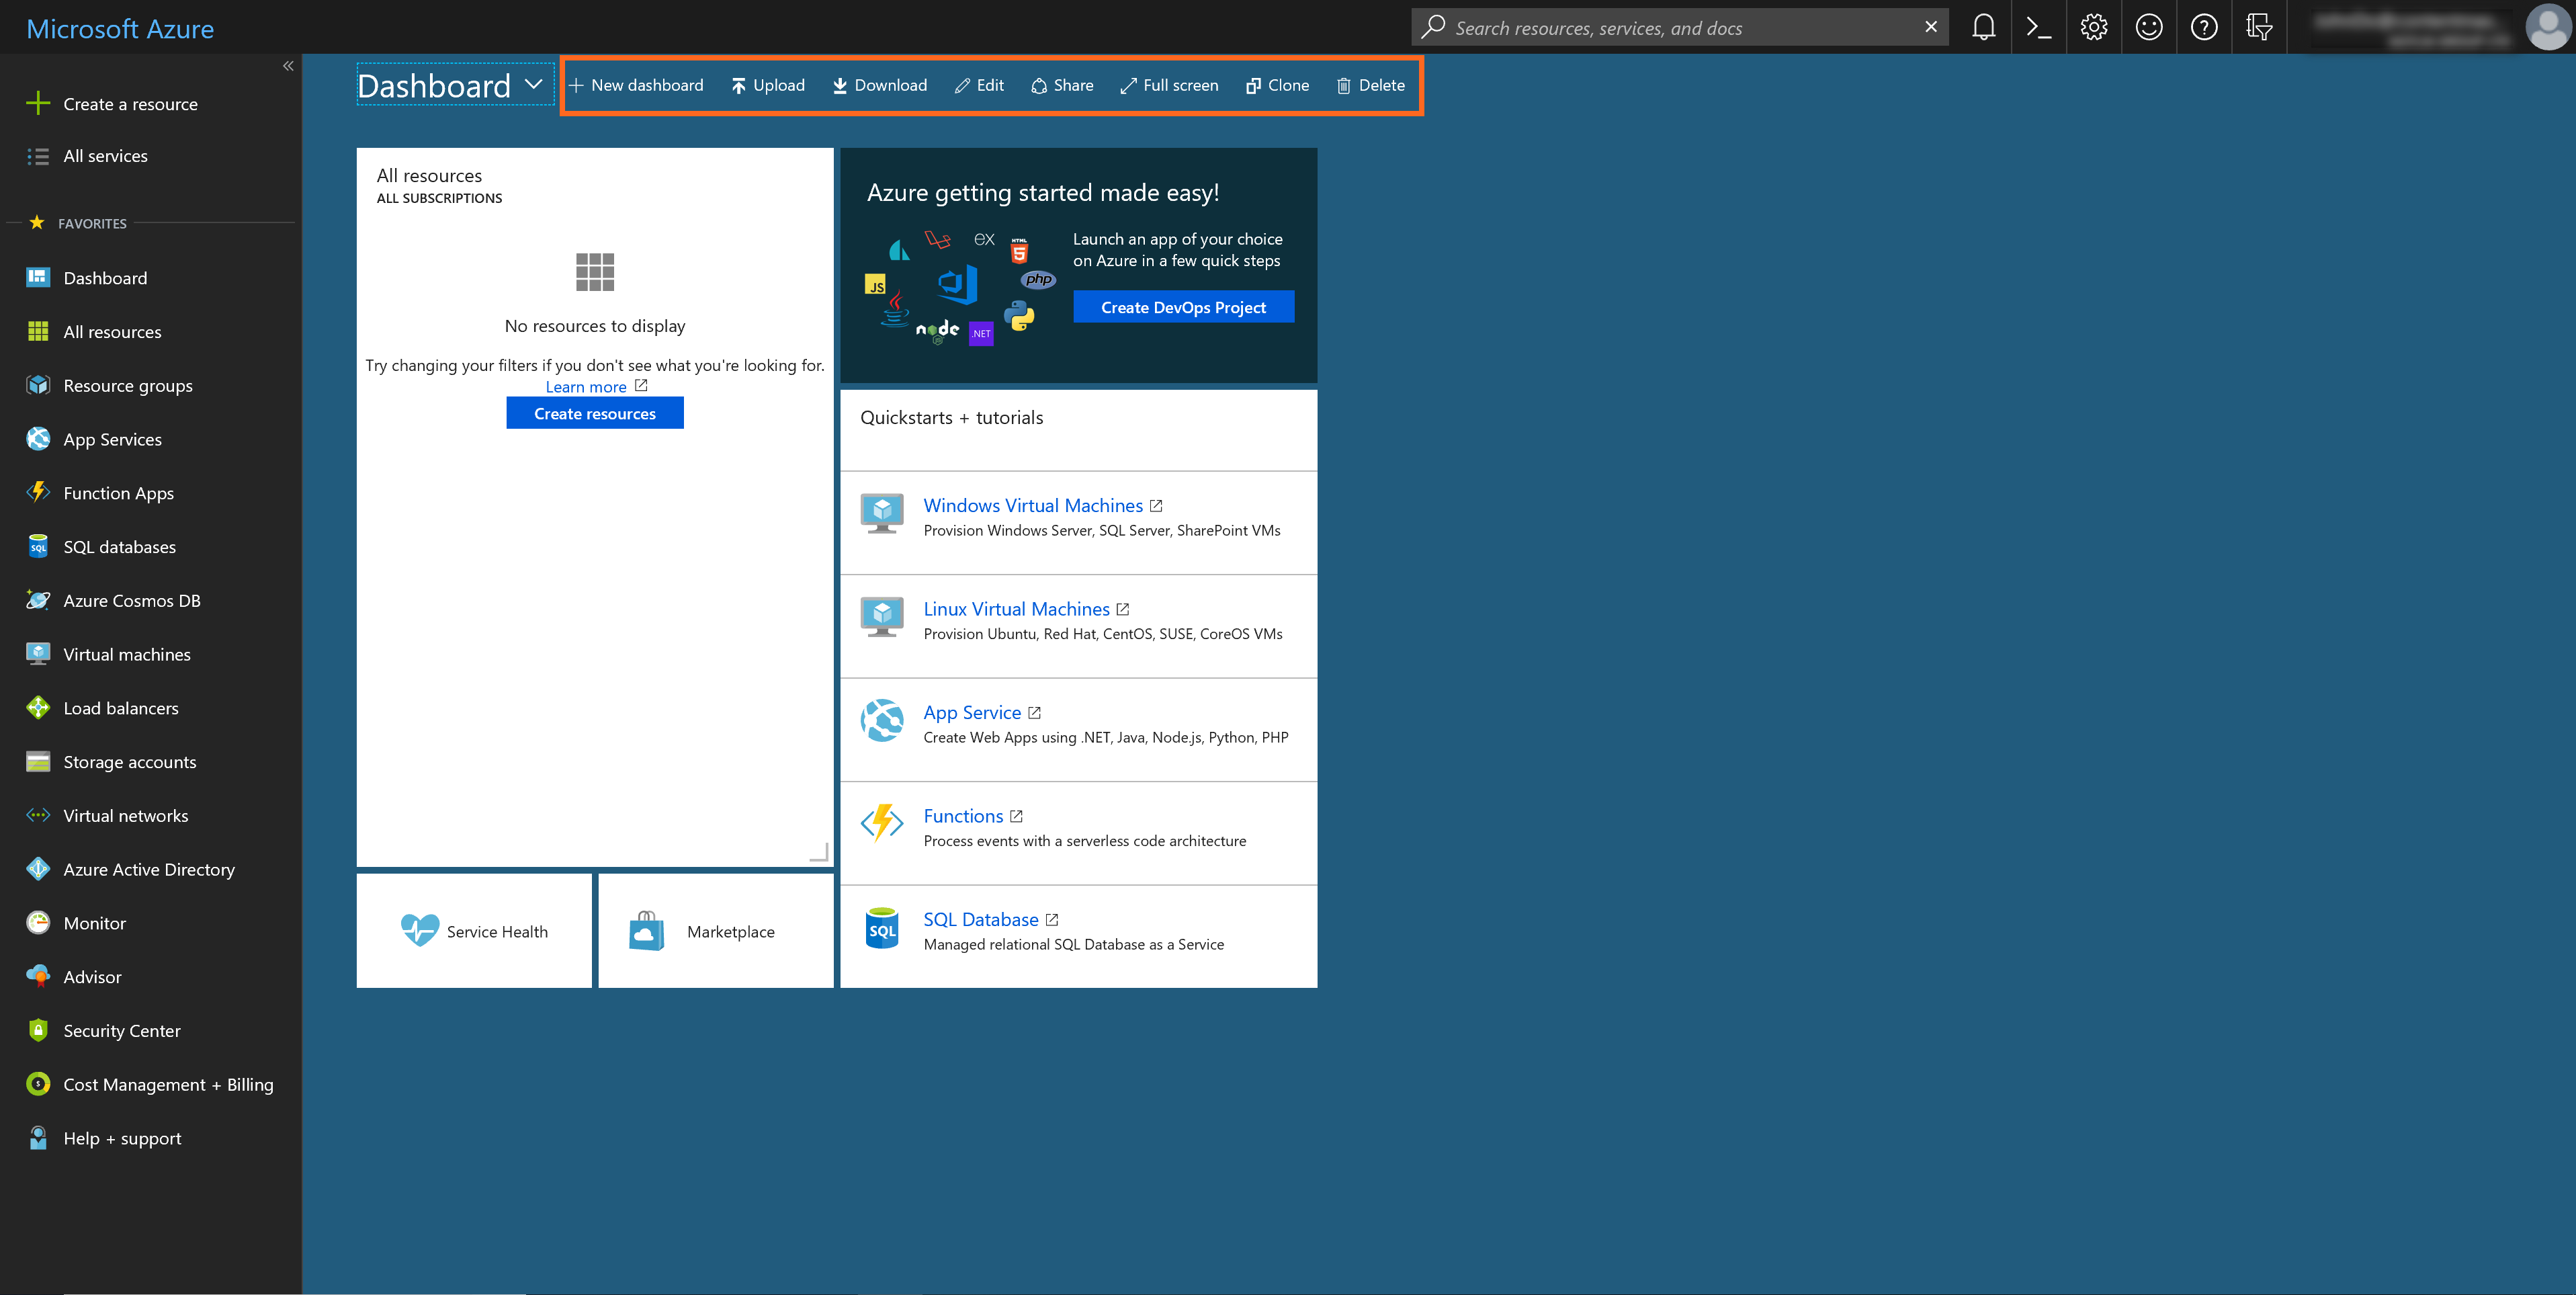 Microsoft Azure
Search resources, services, and docs
Create a resource
All services
FAVORITES
Dashboard
All resources
Resource groups
App Services
Function Apps
SQL databases
Azure Cosmos DB
Virtual machines
Load balancers
Storage accounts
Virtual networks
Azure Active Directory
Monitor
Advisor
Security Center
Cost Management + Billing
Help + support
Dashboard
New dashboard Upload Download Edit Share Full screen Clone Delete
All resources
ALL SUBSCRIPTIONS
No resources to display
Try changing your filters if you don't see what you're looking for.
Learn more
Create resources
Service Health
Marketplace
Azure getting started made easy!
ex
HTML
5
JS
php
node
JS
.NET
Launch an app of your choice
on Azure in a few quick steps
Create DevOps Project
Quickstarts + tutorials
Windows Virtual Machines
Provision Windows Server, SQL Server, SharePoint VMs
Linux Virtual Machines
Provision Ubuntu, Red Hat, CentOS, SUSE, CoreOS VMs
App Service
Create Web Apps using .NET, Java, Node.js, Python, PHP
Functions
Process events with a serverless code architecture
SQL
SQL Database
Managed relational SQL Database as a Service